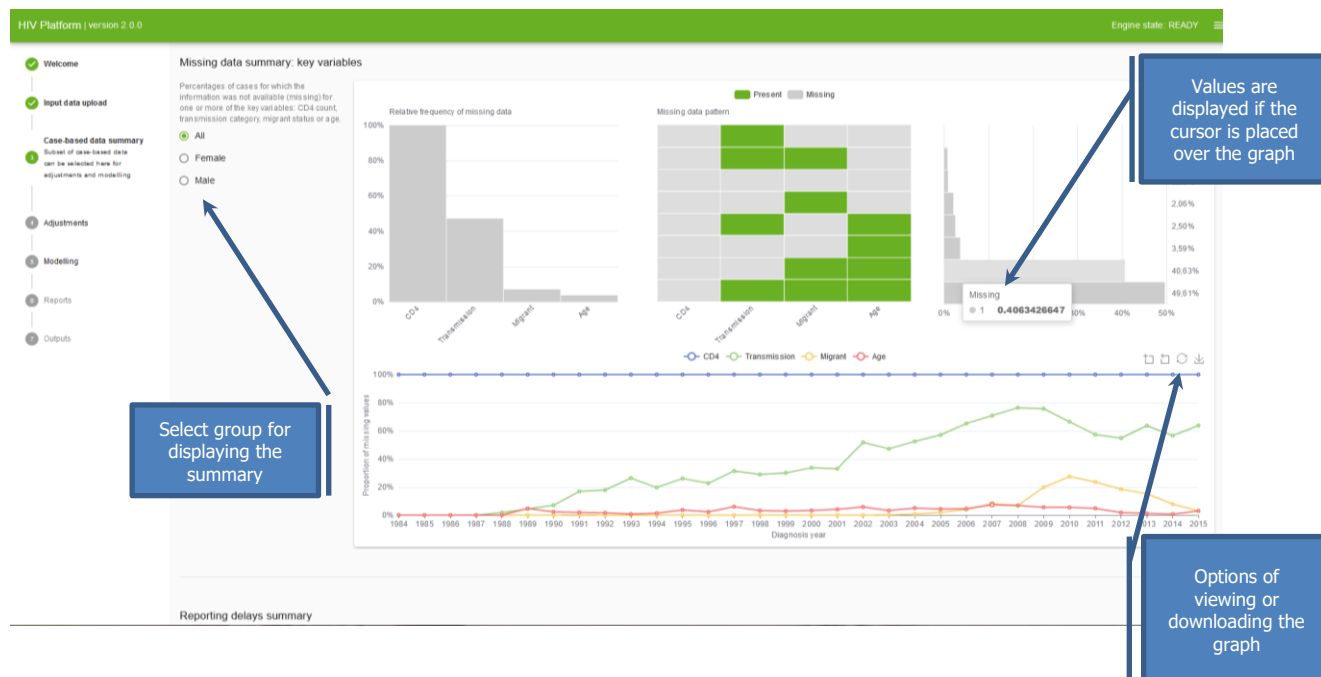 HIV Platform | version 2.0.0
Engine state: READY
Welcome
Input data upload
3
Case-based data summary
Subset of case-based data
can be selected here for
adjustments and modelling
4
Adjustments
5
Modelling
6
Reports
7
Outputs
Missing data summary: key variables
Percentages of cases for which the
information was not available (missing) for
one or more of the key variables: CD4 count,
transmission category, migrant status or age.
All
Female
Male
Present Missing
Relative frequency of missing data
100%
80%
60%
40%
20%
0%
CD4
Transmission
Migrant
Age
Missing data pattern
CD4
Transmission
Migrant
Age
2,06%
2,50%
3,59%
40,63%
49,61%
0%
30%
40%
50%
Missing
1 0.4063426647
CD4 Transmission Migrant Age
Proportion of missing values
100%
80%
60%
40%
20%
0%
1984 1985 1986 1987 1988 1989 1990 1991 1992 1993 1994 1995 1996 1997 1998 1999 2000 2001 2002 2003 2004 2005 2006 2007 2008 2009 2010 2011 2012 2013 2014 2015
Diagnosis year
Reporting delays summary
Values are
displayed if the
cursor is placed
over the graph
Select group for
displaying the
summary
Options of
viewing or
downloading the
graph